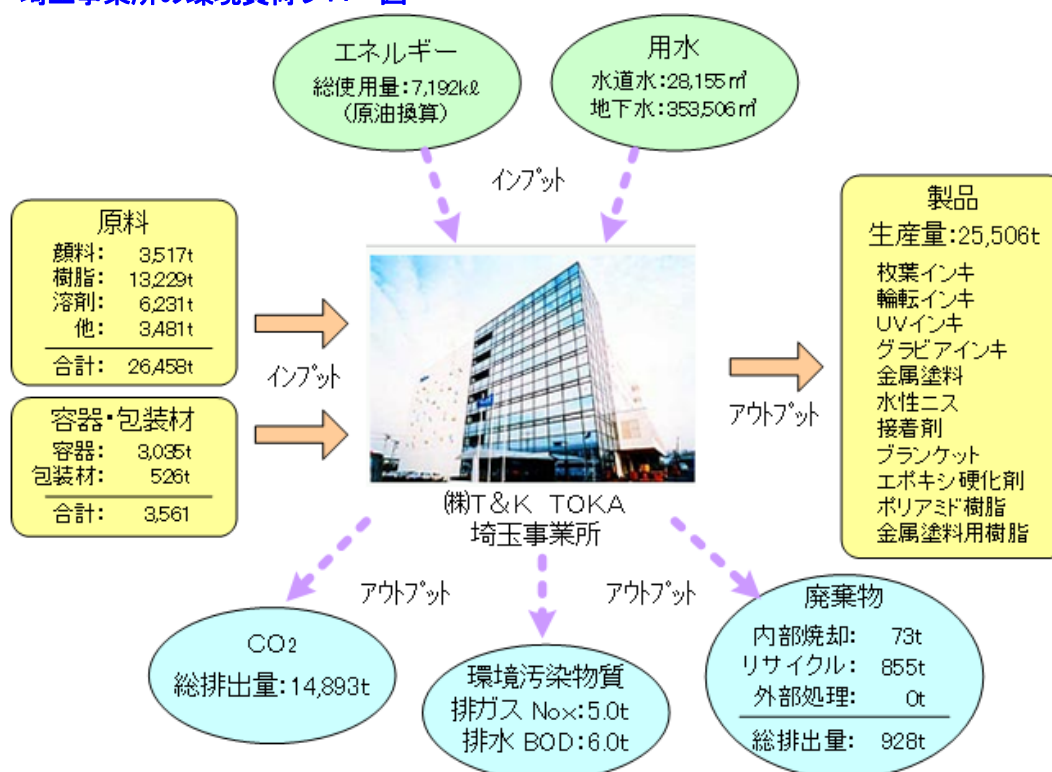 エネルギー
総使用量:7,192kℓ
(原油換算)
用水
水道水:28,155㎥
地下水:353,506㎥
インプット
原料
顔料: 3,517t
樹脂: 13,229t
溶剤: 6,231t
他: 3,481t
合計: 26,458t
インプット
容器・包装材
容器: 3,035t
包装材: 526t
合計: 3,561
㈱T&K TOKA
埼玉事業所
製品
生産量:25,506t
枚葉インキ
輪転インキ
UVインキ
グラビアインキ
金属塗料
水性ニス
接着剤
ブランケット
エポキシ硬化剤
ポリアミド樹脂
金属塗料用樹脂
アウトプット
アウトプット
アウトプット
CO2
総排出量:14,893t
環境汚染物質
排ガス Nox:5.0t
排水 BOD:6.0t
廃棄物
内部焼却: 73t
リサイクル: 855t
外部処理: 0t
総排出量: 928t